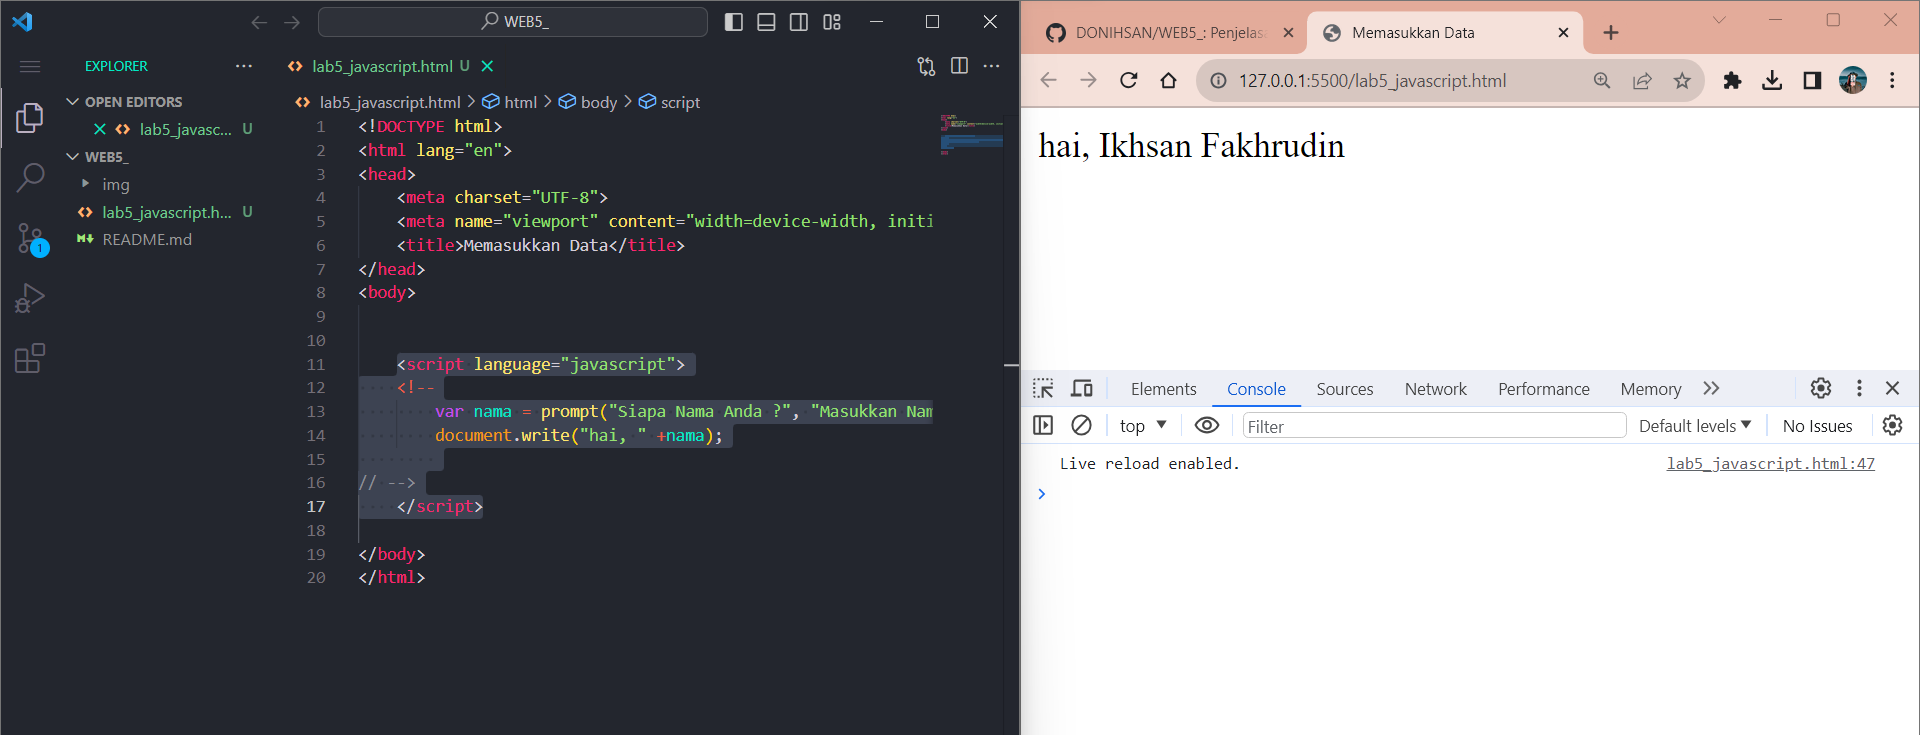 WEB5_
EXPLORER
OPEN EDITORS
lab5_javasc... U
WEB5_
img
lab5_javascript.h... U
README.md
1
lab5_javascript.html U
lab5_javascript.html > html > body > script
1 <!DOCTYPE html>
2 <html lang="en">
3 <head>
4 <meta charset="UTF-8">
5 <meta name="viewport" content="width=device-width, initi
6 <title>Memasukkan Data</title>
7 </head>
8 <body>
9
10
11 <script language="javascript">
12 <!--
13 var nama = prompt("Siapa Nama Anda ?", "Masukkan Nam
14 document.write("hai, " +nama);
15
16 // -->
17 </script>
18
19 </body>
20 </html>
DONIHSAN/WEB5_: Penjelas
Memasukkan Data
127.0.0.1:5500/lab5_javascript.html
hai, Ikhsan Fakhrudin
Elements Console Sources Network Performance Memory
top Filter Default levels No Issues
Live reload enabled. lab5_javascript.html:47